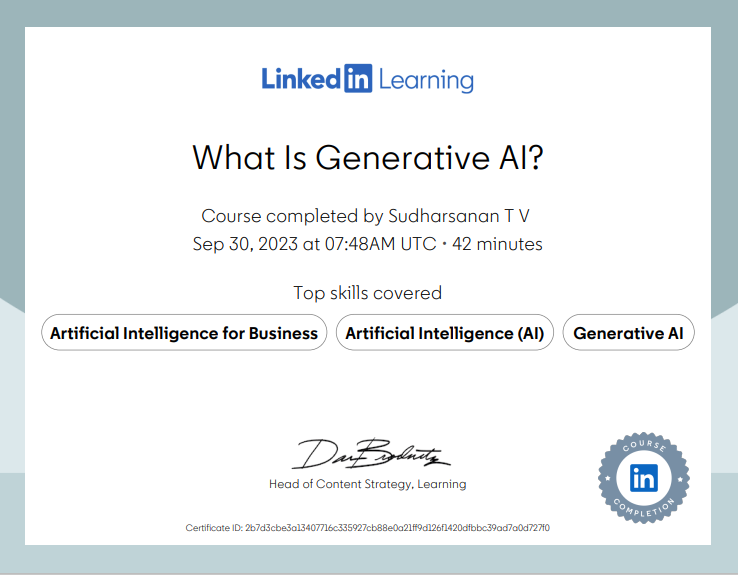 Linked in Learning
What Is Generative AI?
Course completed by Sudharsanan T V
Sep 30, 2023 at 07:48AM UTC • 42 minutes
Top skills covered
Artificial Intelligence for Business Artificial Intelligence (AI) Generative AI
Head of Content Strategy, Learning
COURSE
in
COMPLETION
Certificate ID: 2b7d3cbe3a13407716c335927cb88e0a21ff9d126f1420dfbbc39ad7a0d727f0